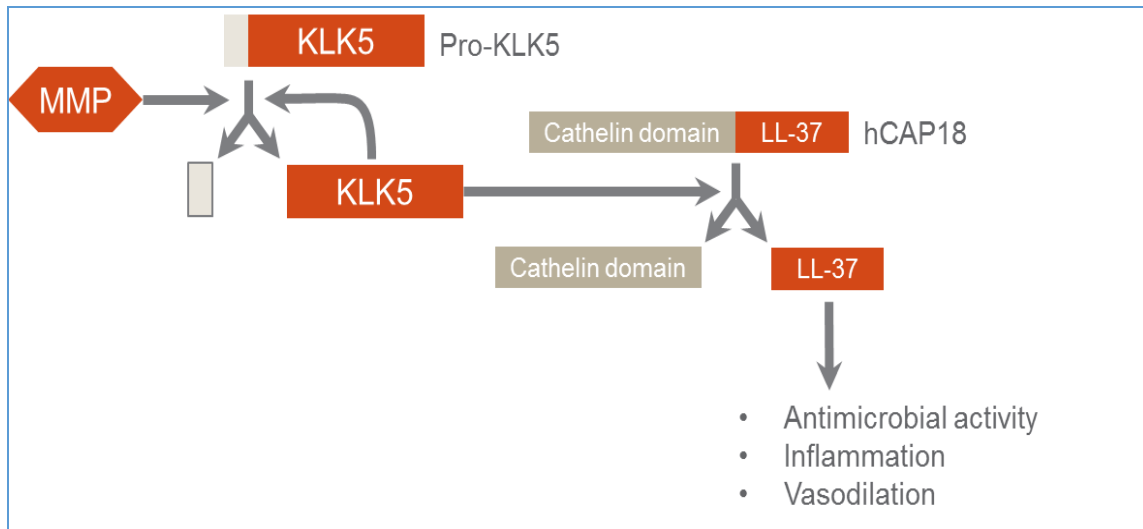 KLK5 Pro-KLK5
MMP
Cathelin domain LL-37 hCAP18
KLK5
Cathelin domain LL-37
• Antimicrobial activity
• Inflammation
• Vasodilation